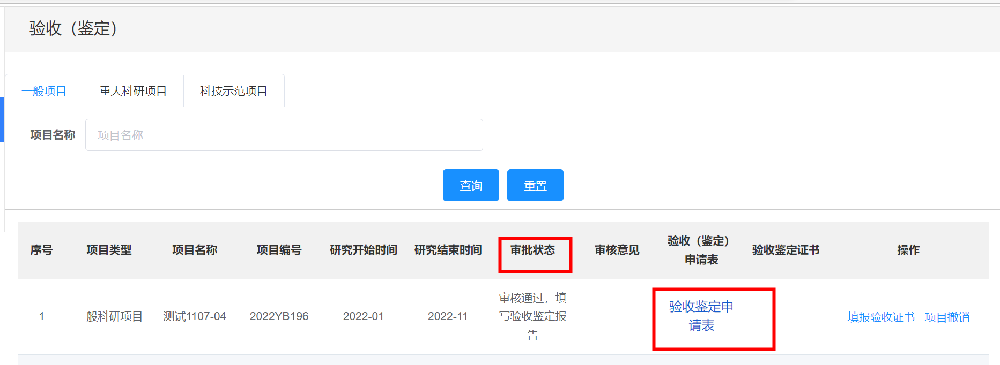 验收（鉴定）
一般项目 重大科研项目 科技示范项目
项目名称 项目名称
查询 重置
序号 项目类型 项目名称 项目编号 研究开始时间 研究结束时间 审批状态 审核意见 验收（鉴定）
申请表 验收鉴定证书 操作
1 一般科研项目 测试1107-04 2022YB196 2022-01 2022-11 审核通过，填
写验收鉴定报
告
验收鉴定申
请表
填报验收证书 项目撤销